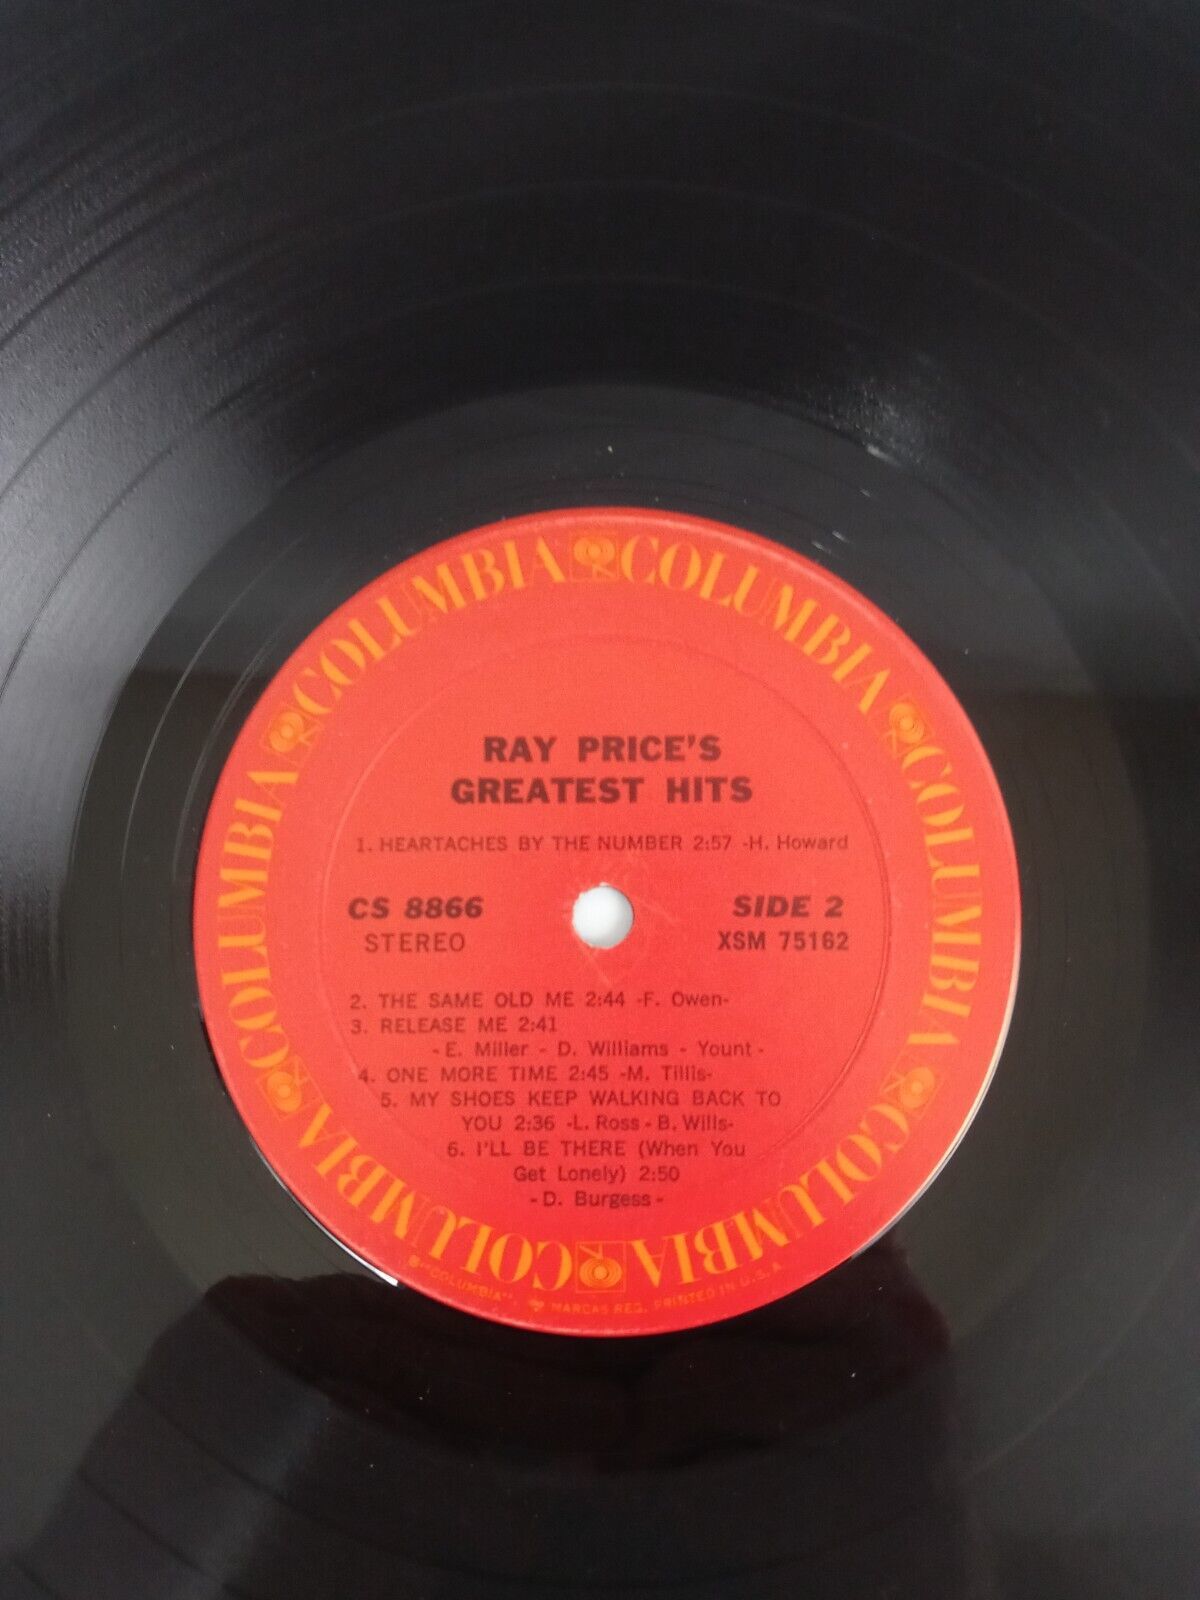 COLUMBIA COLUMBIA COLUMBIA COLUMBIA COLUMBIA COLUMBIA
RAY PRICE'S
GREATEST HITS
1. HEARTACHES BY THE NUMBER 2:57 -H. Howard
CS 8866 SIDE 2
STEREO XSM 75162
2. THE SAME OLD ME 2:44 -F. Owen-
3. RELEASE ME 2:41
- E. Miller - D. Williams - Yount -
4. ONE MORE TIME 2:45 -M. Tillis-
5. MY SHOES KEEP WALKING BACK TO
YOU 2:36 -L. Ross - B. Wills-
6. I'LL BE THERE (When You
Get Lonely) 2:50
- D. Burgess -
"COLUMBIA", MARCAS REG. PRINTED IN U.S.A.